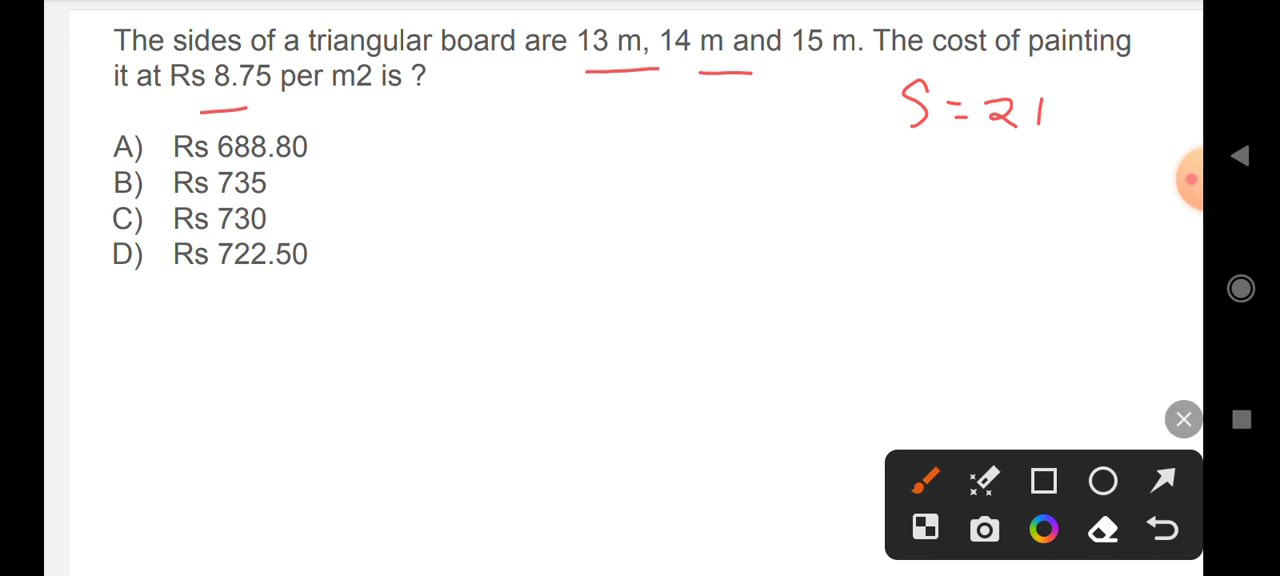 The sides of a triangular board are 13 m, 14 m and 15 m. The cost of painting
it at Rs 8.75 per m2 is ?
S = 21
A) Rs 688.80
B) Rs 735
C) Rs 730
D) Rs 722.50